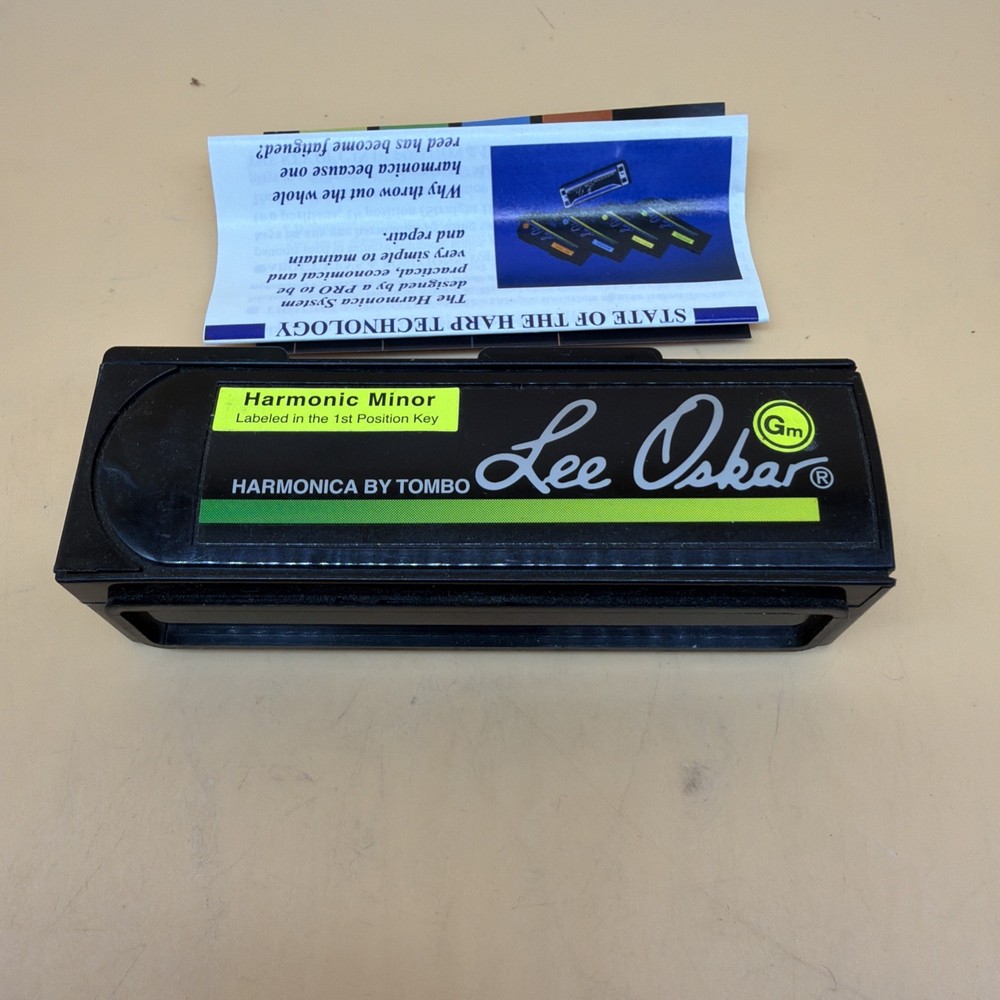 STATE OF THE HARP TECHNOLOGY
The Harmonica System
designed by a PRO to be
practical, economical and
very simple to maintain
and repair.
Why throw out the whole
harmonica because one
reed has become fatigued?
Harmonic Minor
Labeled in the 1st Position Key
Gm
Lee Oskar®
HARMONICA BY TOMBO